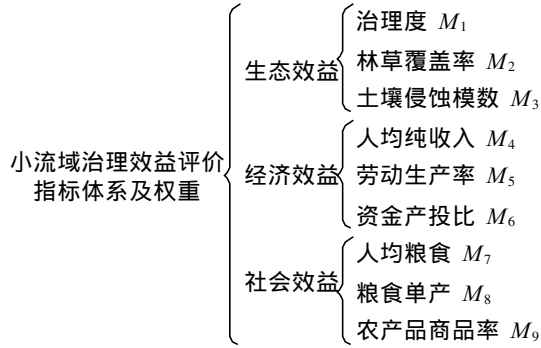 小流域治理效益评价
指标体系及权重
生态效益
治理度 M1
林草覆盖率 M2
土壤侵蚀模数 M3
经济效益
人均纯收入 M4
劳动生产率 M5
资金产投比 M6
社会效益
人均粮食 M7
粮食单产 M8
农产品商品率 M9